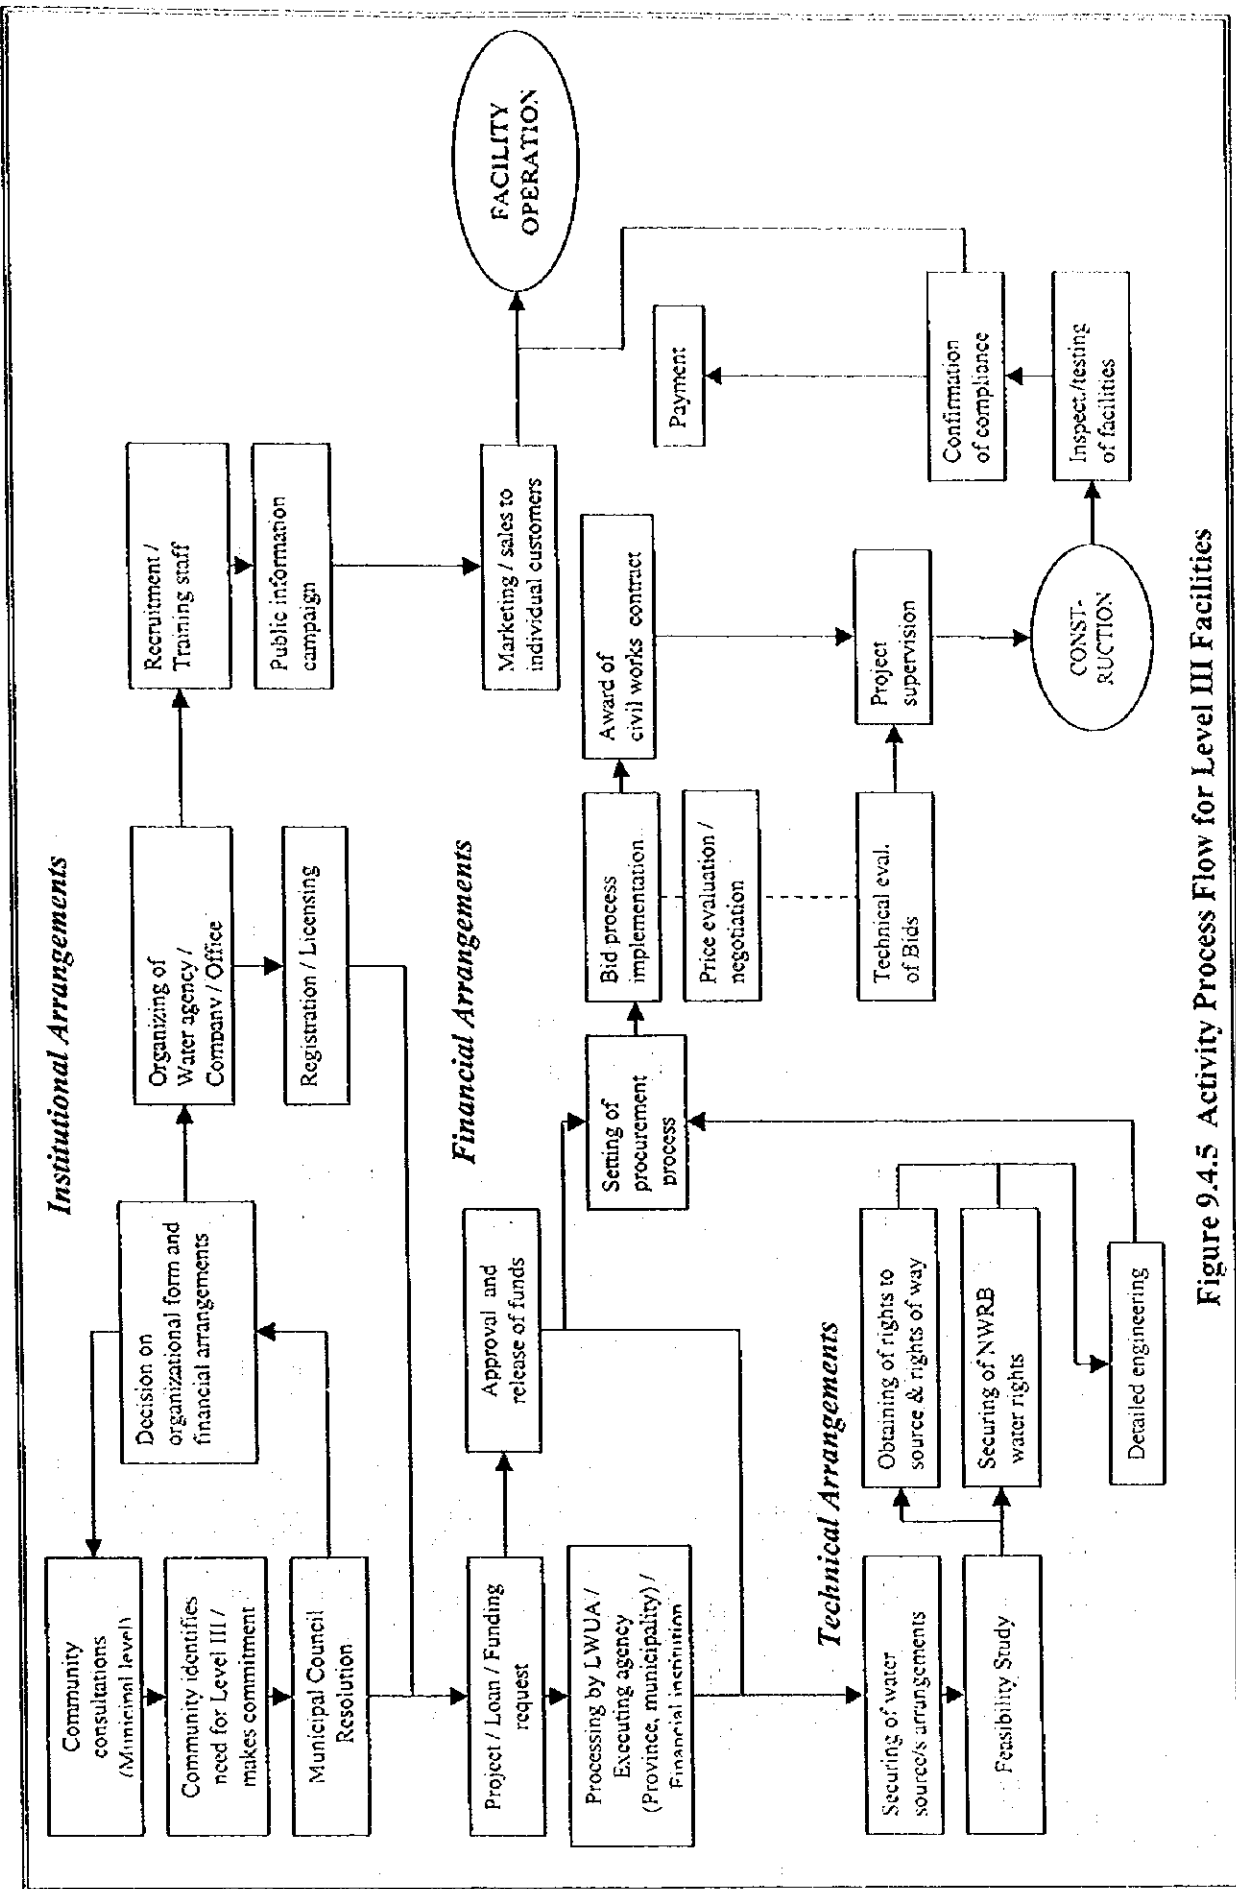 Institutional Arrangements
Community
consultations
(Municipal level)
Community identifies
need for Level III /
makes commitment
Municipal Council
Resolution
Decision on
organizational form and
financial arrangements
Organizing of
Water agency /
Company / Office
Registration / Licensing
Recruitment /
Training staff
Public information
campaign
Marketing / sales to
individual customers
FACILITY
OPERATION
Financial Arrangements
Project / Loan / Funding
request
Processing by LWUA /
Executing agency
(Province, municipality) /
Financial institution
Approval and
release of funds
Setting of
procurement
process
Bid process
implementation
Price evaluation /
negotiation
Technical eval.
of Bids
Award of
civil works contract
Project
supervision
CONST-
RUCTION
Payment
Confirmation
of compliance
Inspect./testing
of facilities
Technical Arrangements
Securing of water
source/s arrangements
Feasibility Study
Obtaining of rights to
source & rights of way
Securing of NWRB
water rights
Detailed engineering
Figure 9.4.5 Activity Process Flow for Level III Facilities